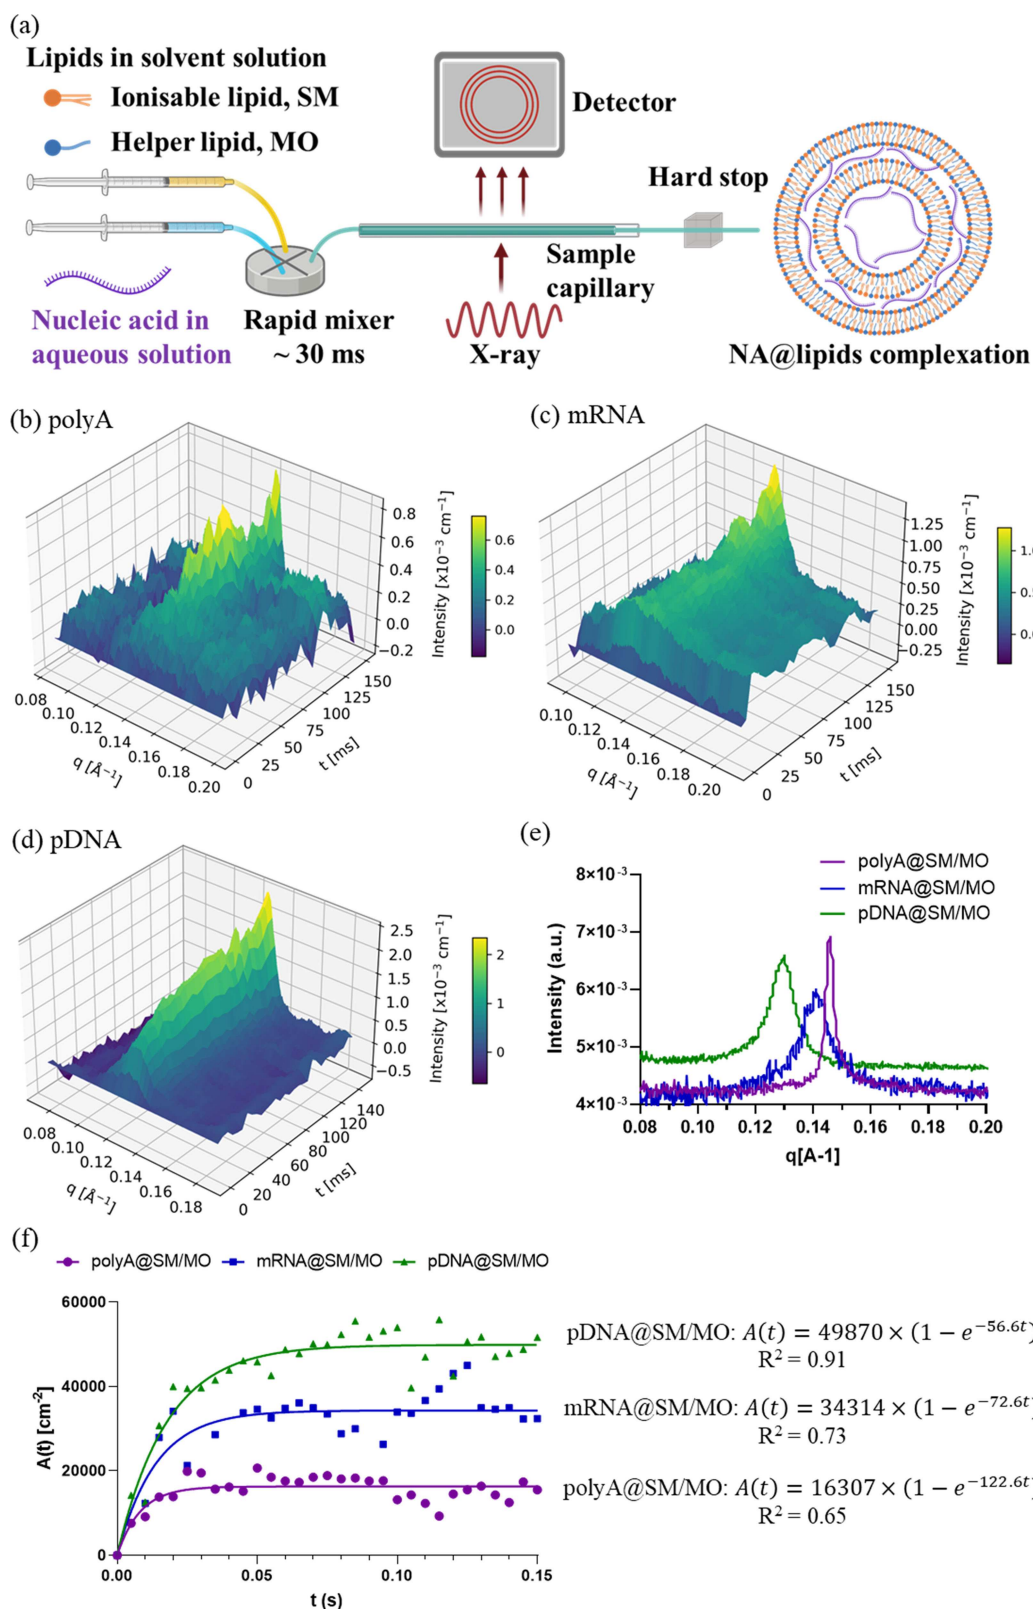 (a)
Lipids in solvent solution
Ionisable lipid, SM
Helper lipid, MO
Detector
Hard stop
Sample
capillary
Nucleic acid in
aqueous solution
Rapid mixer
~ 30 ms
X-ray
NA@lipids complexation
(b) polyA
0.08
0.10
0.12
0.14
0.16
0.18
0.20
q [Å⁻¹]
0
25
50
75
100
125
150
t [ms]
0.8
0.6
0.4
0.2
0.0
−0.2
Intensity [x10⁻³ cm⁻¹]
0.6
0.4
0.2
0.0
(c) mRNA
0.10
0.12
0.14
0.16
0.18
0.20
q [Å⁻¹]
0
25
50
75
100
125
150
t [ms]
1.25
1.00
0.75
0.50
0.25
0.00
−0.25
Intensity [x10⁻³ cm⁻¹]
1.0
0.5
0.0
(d) pDNA
0.08
0.10
0.12
0.14
0.16
0.18
q [Å⁻¹]
0
20
40
60
80
100
120
140
t [ms]
2.5
2.0
1.5
1.0
0.5
0.0
−0.5
Intensity [x10⁻³ cm⁻¹]
2
1
0
(e)
polyA@SM/MO
mRNA@SM/MO
pDNA@SM/MO
8×10⁻³
7×10⁻³
6×10⁻³
5×10⁻³
4×10⁻³
Intensity (a.u.)
0.08 0.10 0.12 0.14 0.16 0.18 0.20
q[A-1]
(f)
polyA@SM/MO mRNA@SM/MO pDNA@SM/MO
60000
40000
20000
0
A(t) [cm⁻²]
0.00 0.05 0.10 0.15
t (s)
pDNA@SM/MO: A(t) = 49870 × (1 − e⁻⁵⁶·⁶ᵗ)
R² = 0.91
mRNA@SM/MO: A(t) = 34314 × (1 − e⁻⁷²·⁶ᵗ)
R² = 0.73
polyA@SM/MO: A(t) = 16307 × (1 − e⁻¹²²·⁶ᵗ)
R² = 0.65